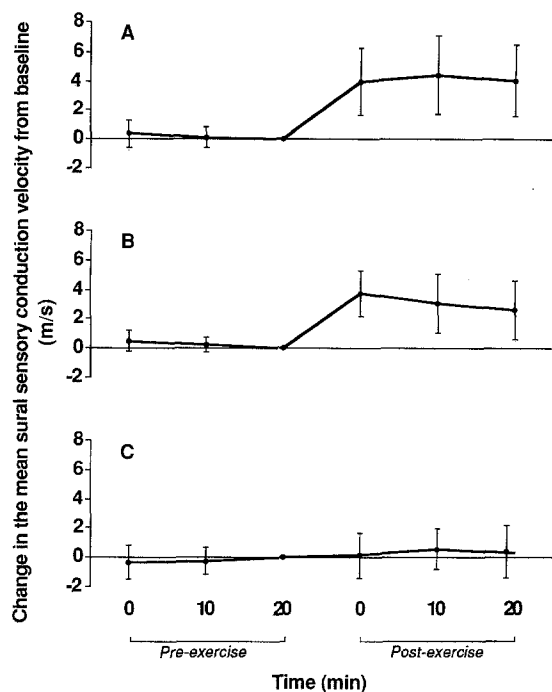 Change in the mean sural sensory conduction velocity from baseline
(m/s)
A
8
6
4
2
0
-2
B
8
6
4
2
0
-2
C
8
6
4
2
0
-2
0 10 20 0 10 20
Pre-exercise Post-exercise
Time (min)